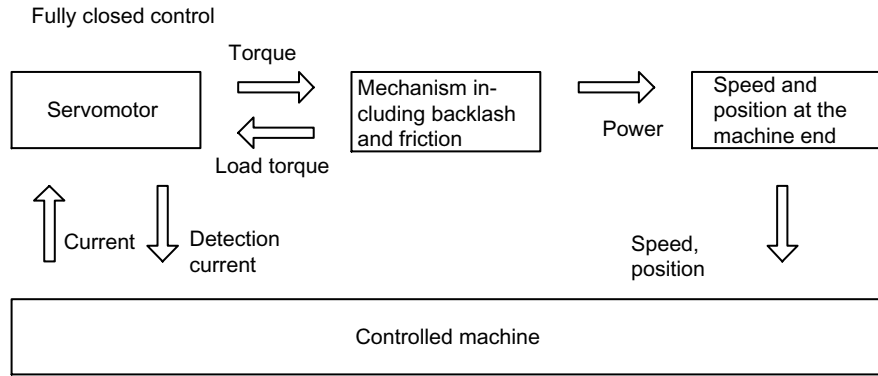 Fully closed control
Torque
Servomotor
Mechanism in-
cluding backlash
and friction
Speed and
position at the
machine end
Load torque
Power
Current
Detection
current
Speed,
position
Controlled machine